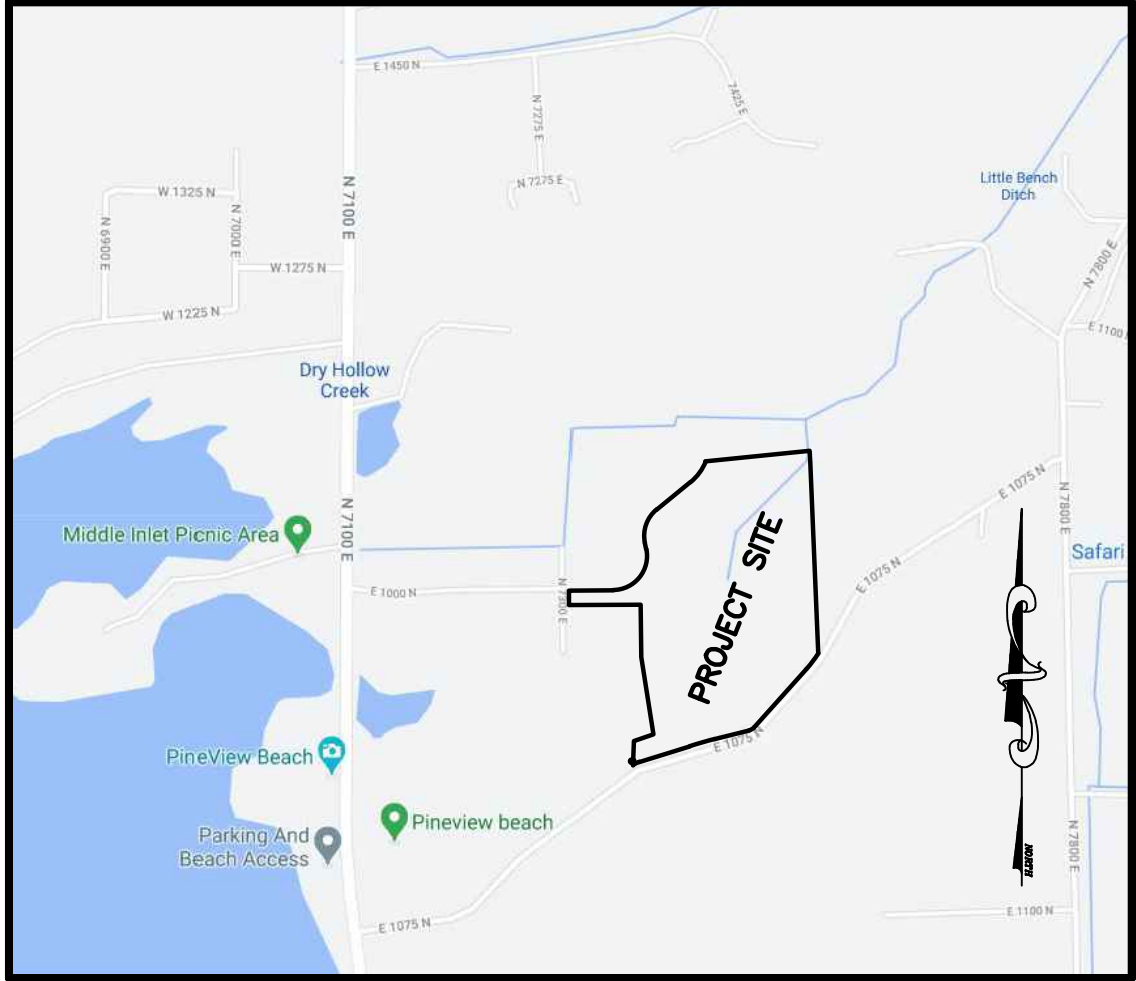 E 1450 N
7425 E
N 7275 E
N 7275 E
Little Bench
Ditch
W 1325 N
N 6900 E
N 7000 E
N 7100 E
W 1275 N
N 7800 E
W 1225 N
E 1100 N
Dry Hollow
Creek
E 1075 N
N 7800 E
N 7100 E
Middle Inlet Picnic Area
Safari
E 1000 N
N 7300 E
E 1075 N
PROJECT SITE
E 1075 N
PineView Beach
Pineview beach
Parking And
Beach Access
N 7800 E
NORTH
E 1100 N
E 1075 N